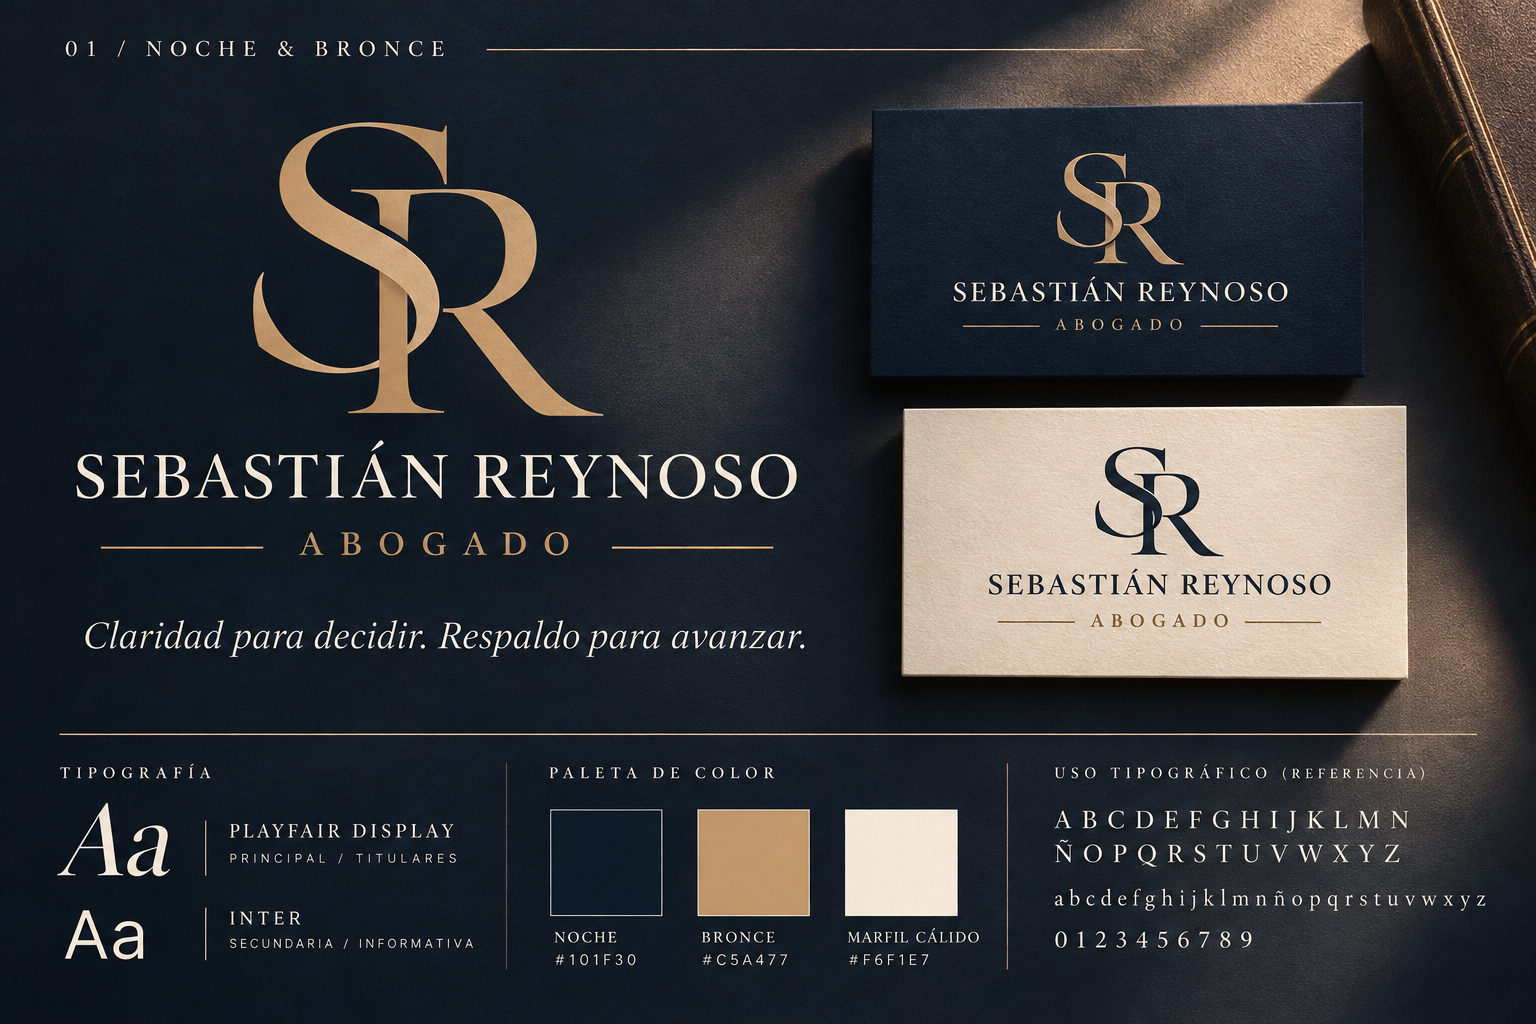 01 / NOCHE & BRONCE
SR
SEBASTIÁN REYNOSO
ABOGADO
Claridad para decidir. Respaldo para avanzar.
SR
SEBASTIÁN REYNOSO
ABOGADO
SR
SEBASTIÁN REYNOSO
ABOGADO
TIPOGRAFÍA
Aa
PLAYFAIR DISPLAY
PRINCIPAL / TITULARES
Aa
INTER
SECUNDARIA / INFORMATIVA
PALETA DE COLOR
NOCHE
#101F30
BRONCE
#C5A477
MARFIL CÁLIDO
#F6F1E7
USO TIPOGRÁFICO (REFERENCIA)
A B C D E F G H I J K L M N
Ñ O P Q R S T U V W X Y Z
a b c d e f g h i j k l m n ñ o p q r s t u v w x y z
0 1 2 3 4 5 6 7 8 9